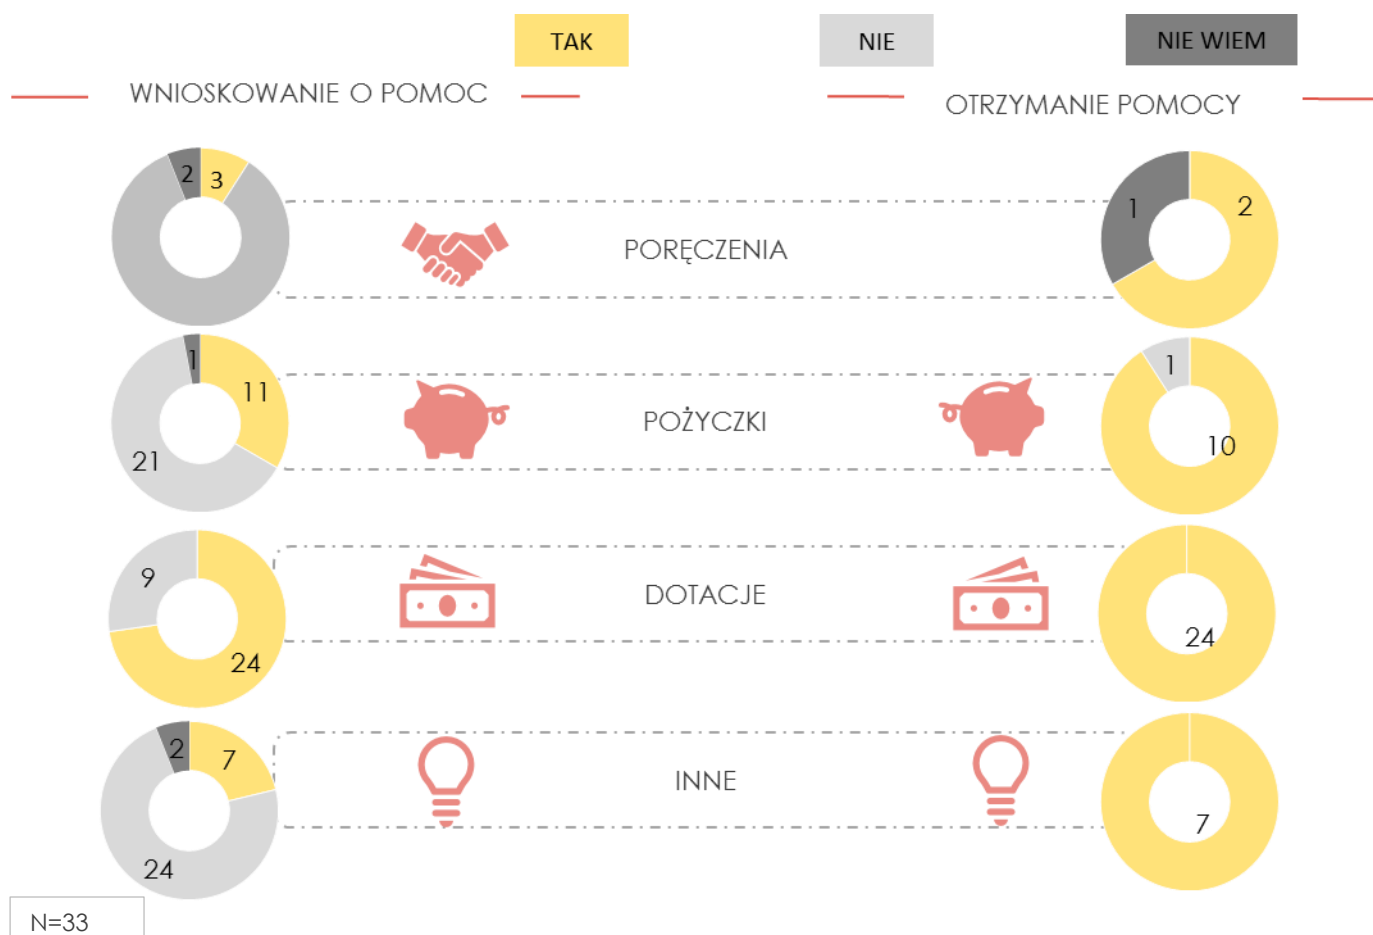 TAK
NIE
NIE WIEM
WNIOSKOWANIE O POMOC
OTRZYMANIE POMOCY
2
3
PORĘCZENIA
1
2
1
11
21
POŻYCZKI
1
10
9
24
DOTACJE
24
2
7
24
INNE
7
N=33